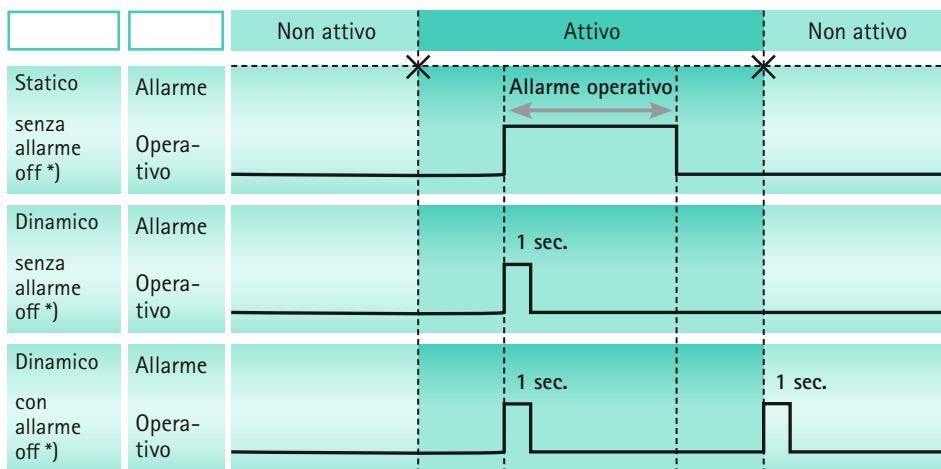 Non attivo Attivo Non attivo
Statico
senza
allarme
off *)
Allarme
Opera-
tivo
Allarme operativo
Dinamico
senza
allarme
off *)
Allarme
Opera-
tivo
1 sec.
Dinamico
con
allarme
off *)
Allarme
Opera-
tivo
1 sec. 1 sec.